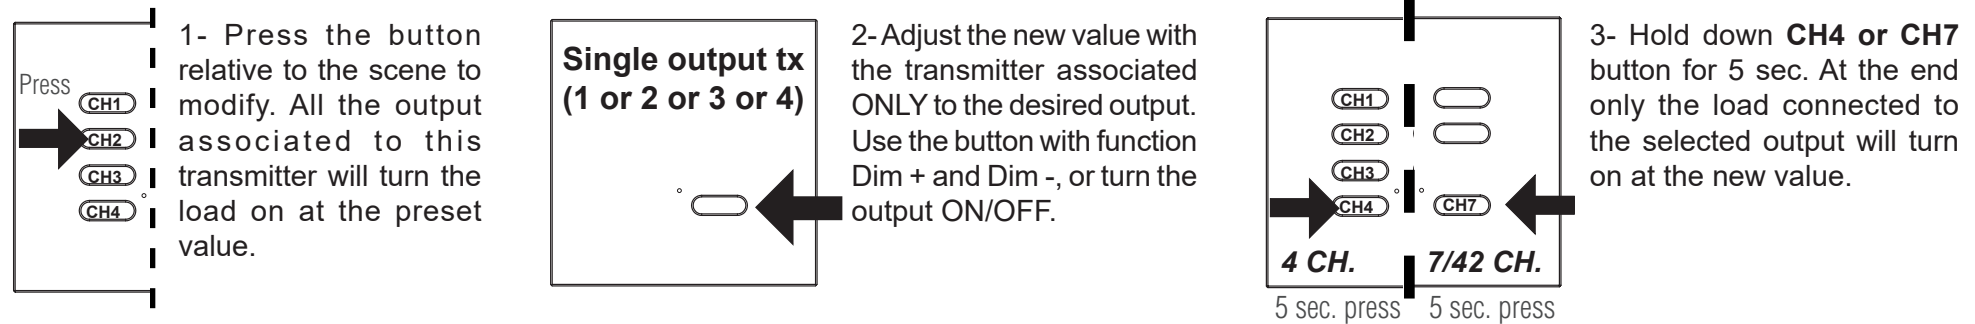 Press
CH1
CH2
CH3
CH4
1- Press the button
relative to the scene to
modify. All the output
associated to this
transmitter will turn the
load on at the preset
value.
Single output tx
(1 or 2 or 3 or 4)
2- Adjust the new value with
the transmitter associated
ONLY to the desired output.
Use the button with function
Dim + and Dim -, or turn the
output ON/OFF.
CH1
CH2
CH3
CH4
CH7
4 CH.
7/42 CH.
5 sec. press
5 sec. press
3- Hold down CH4 or CH7
button for 5 sec. At the end
only the load connected to
the selected output will turn
on at the new value.